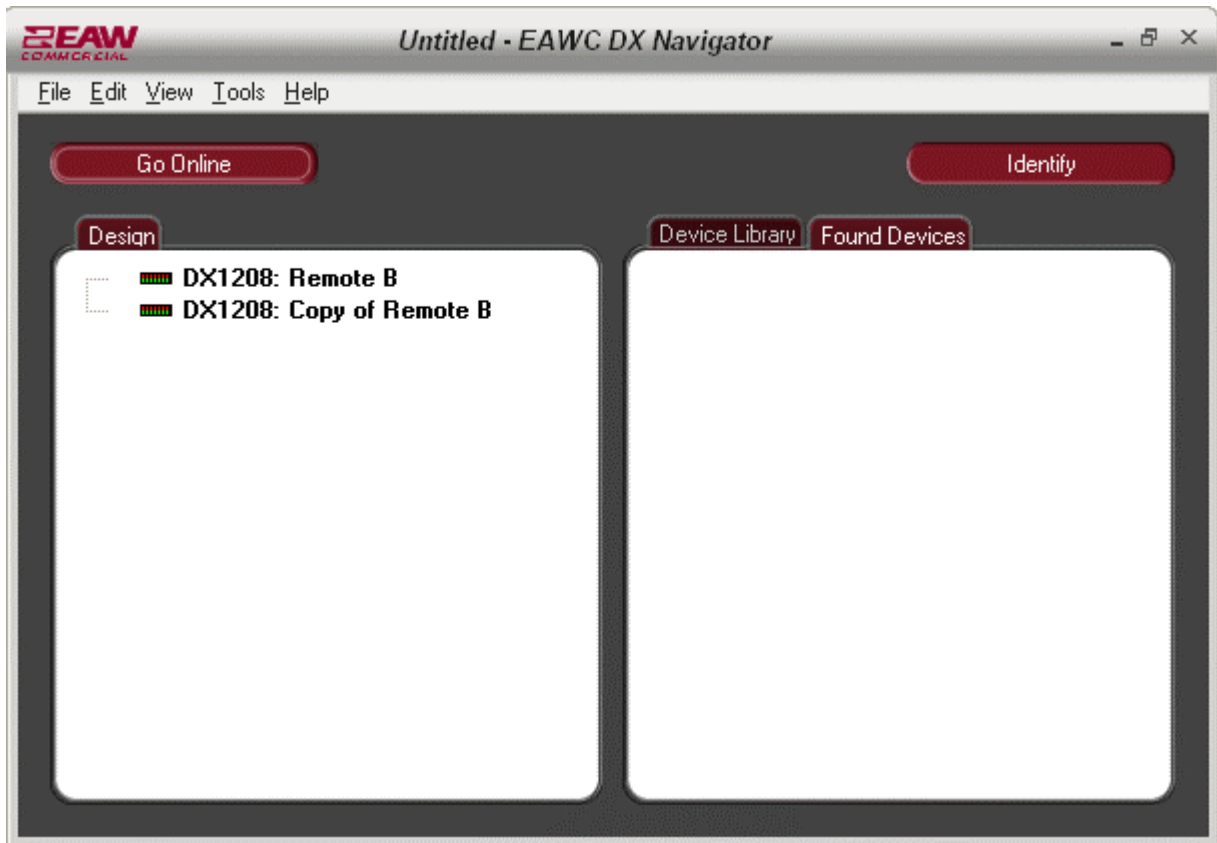 EAW
COMMERCIAL
Untitled - EAWC DX Navigator
File Edit View Tools Help
Go Online
Identify
Design
Device Library Found Devices
DX1208: Remote B
DX1208: Copy of Remote B